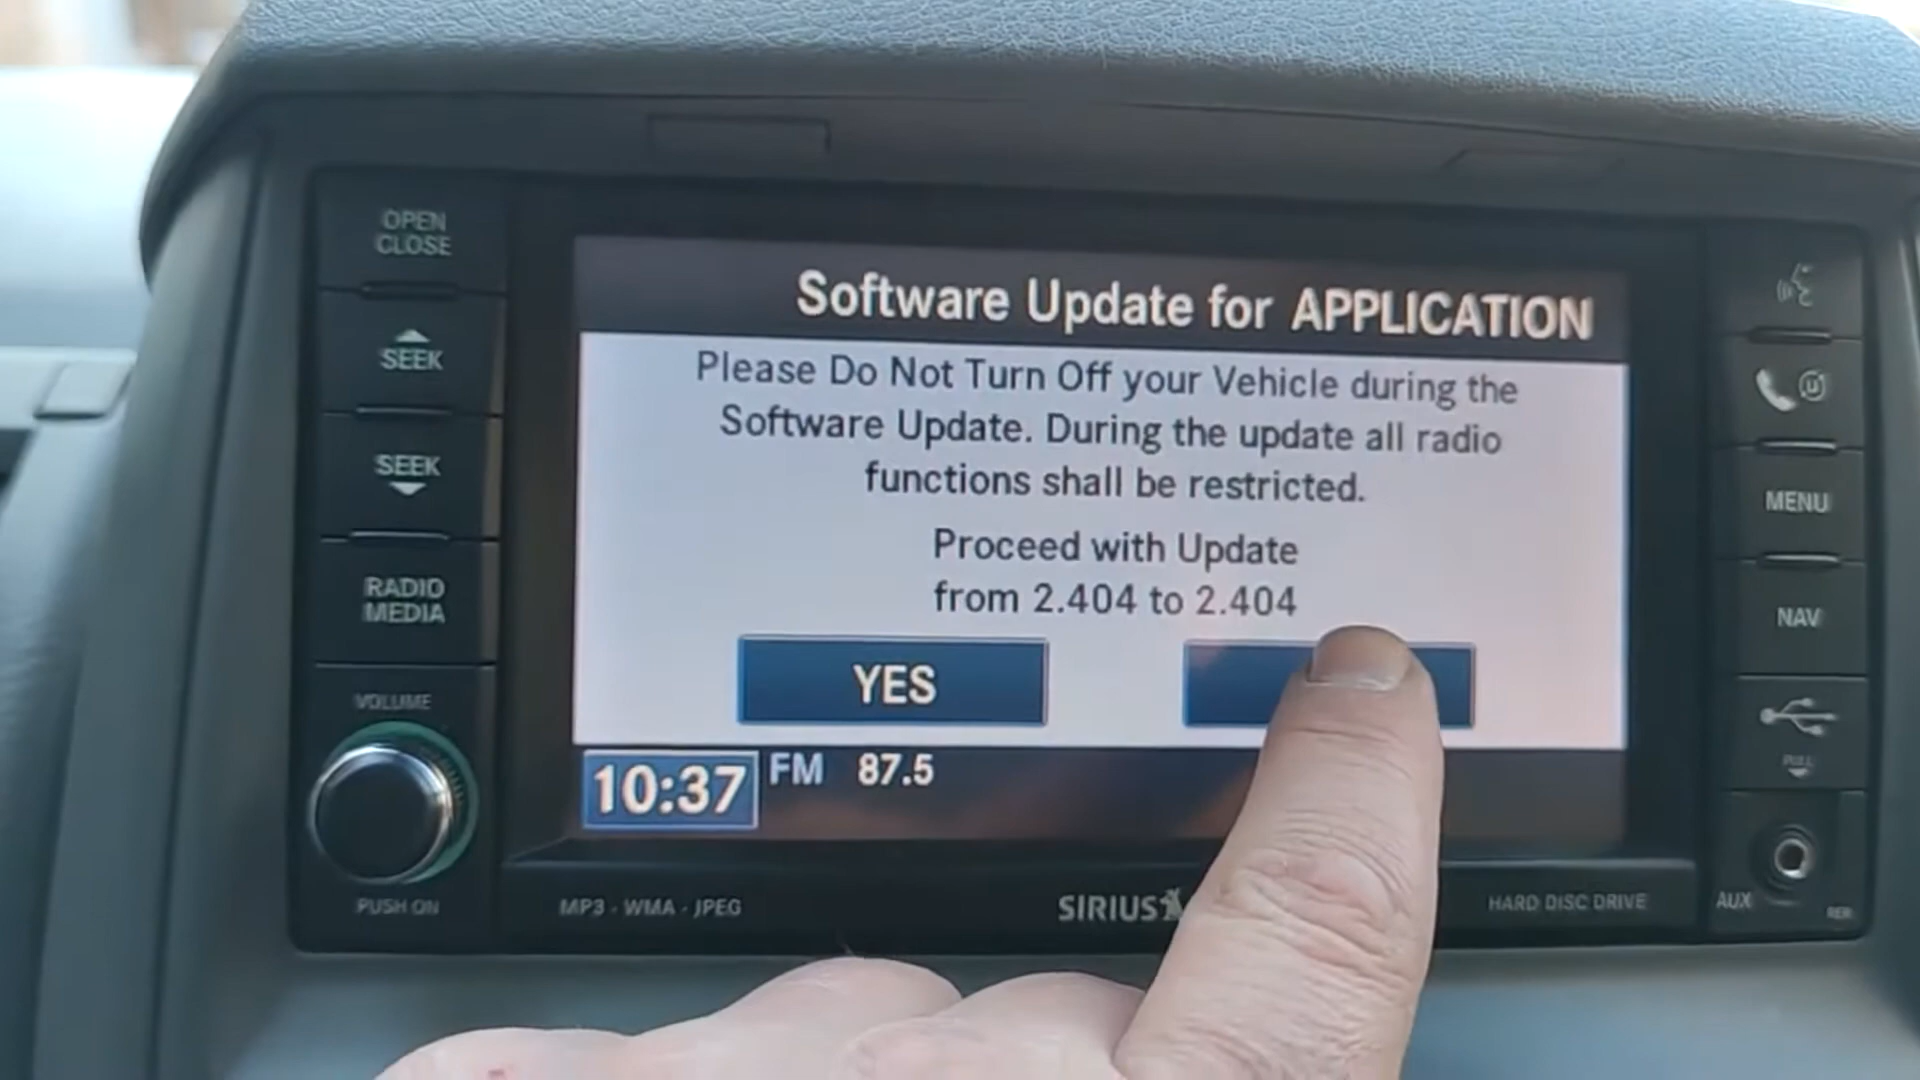 OPEN
CLOSE
SEEK
SEEK
RADIO
MEDIA
VOLUME
PUSH ON
Software Update for APPLICATION
Please Do Not Turn Off your Vehicle during the
Software Update. During the update all radio
functions shall be restricted.
Proceed with Update
from 2.404 to 2.404
YES
10:37 FM 87.5
MP3 - WMA - JPEG
SIRIUS
HARD DISC DRIVE
MENU
NAV
PULL
AUX